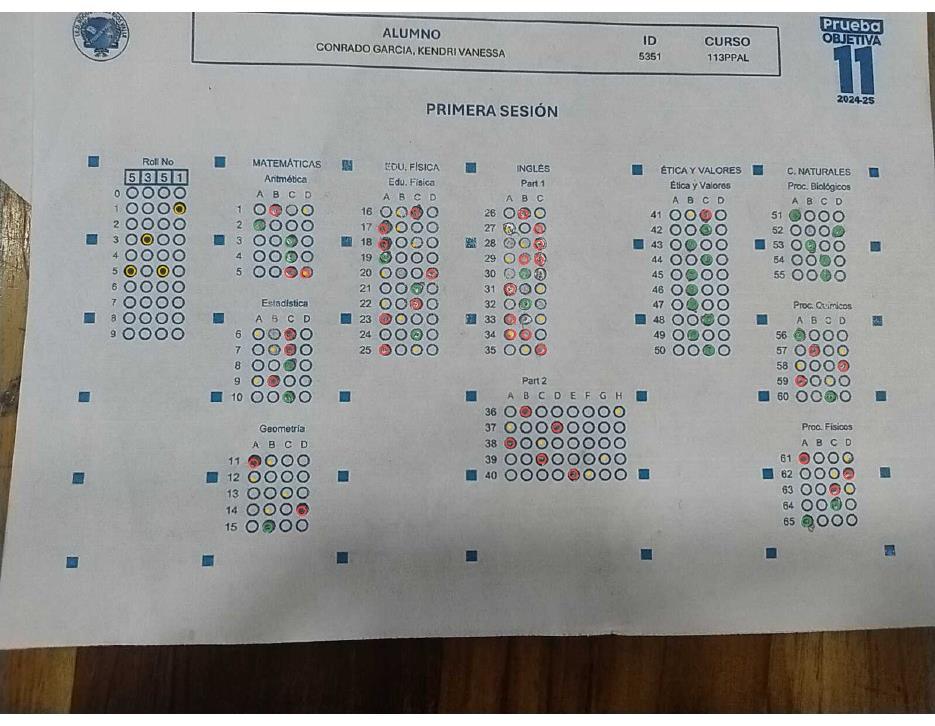 ALUMNO
CONRADO GARCIA, KENDRI VANESSA
ID
5351
CURSO
113PPAL
Prueba
OBJETIVA
11
2024-25
PRIMERA SESIÓN
Roll No
5 3 5 1
0
1
2
3
4
5
6
7
8
9
MATEMÁTICAS
Aritmética
A B C D
1
2
3
4
5
Estadística
A B C D
6
7
8
9
10
Geometría
A B C D
11
12
13
14
15
EDU. FÍSICA
Edu. Física
A B C D
16
17
18
19
20
21
22
23
24
25
INGLÉS
Part 1
A B C
26
27
28
29
30
31
32
33
34
35
Part 2
A B C D E F G H
36
37
38
39
40
ÉTICA Y VALORES
Ética y Valores
A B C D
41
42
43
44
45
46
47
48
49
50
C. NATURALES
Proc. Biológicos
A B C D
51
52
53
54
55
Proc. Químicos
A B C D
56
57
58
59
60
Proc. Físicos
A B C D
61
62
63
64
65